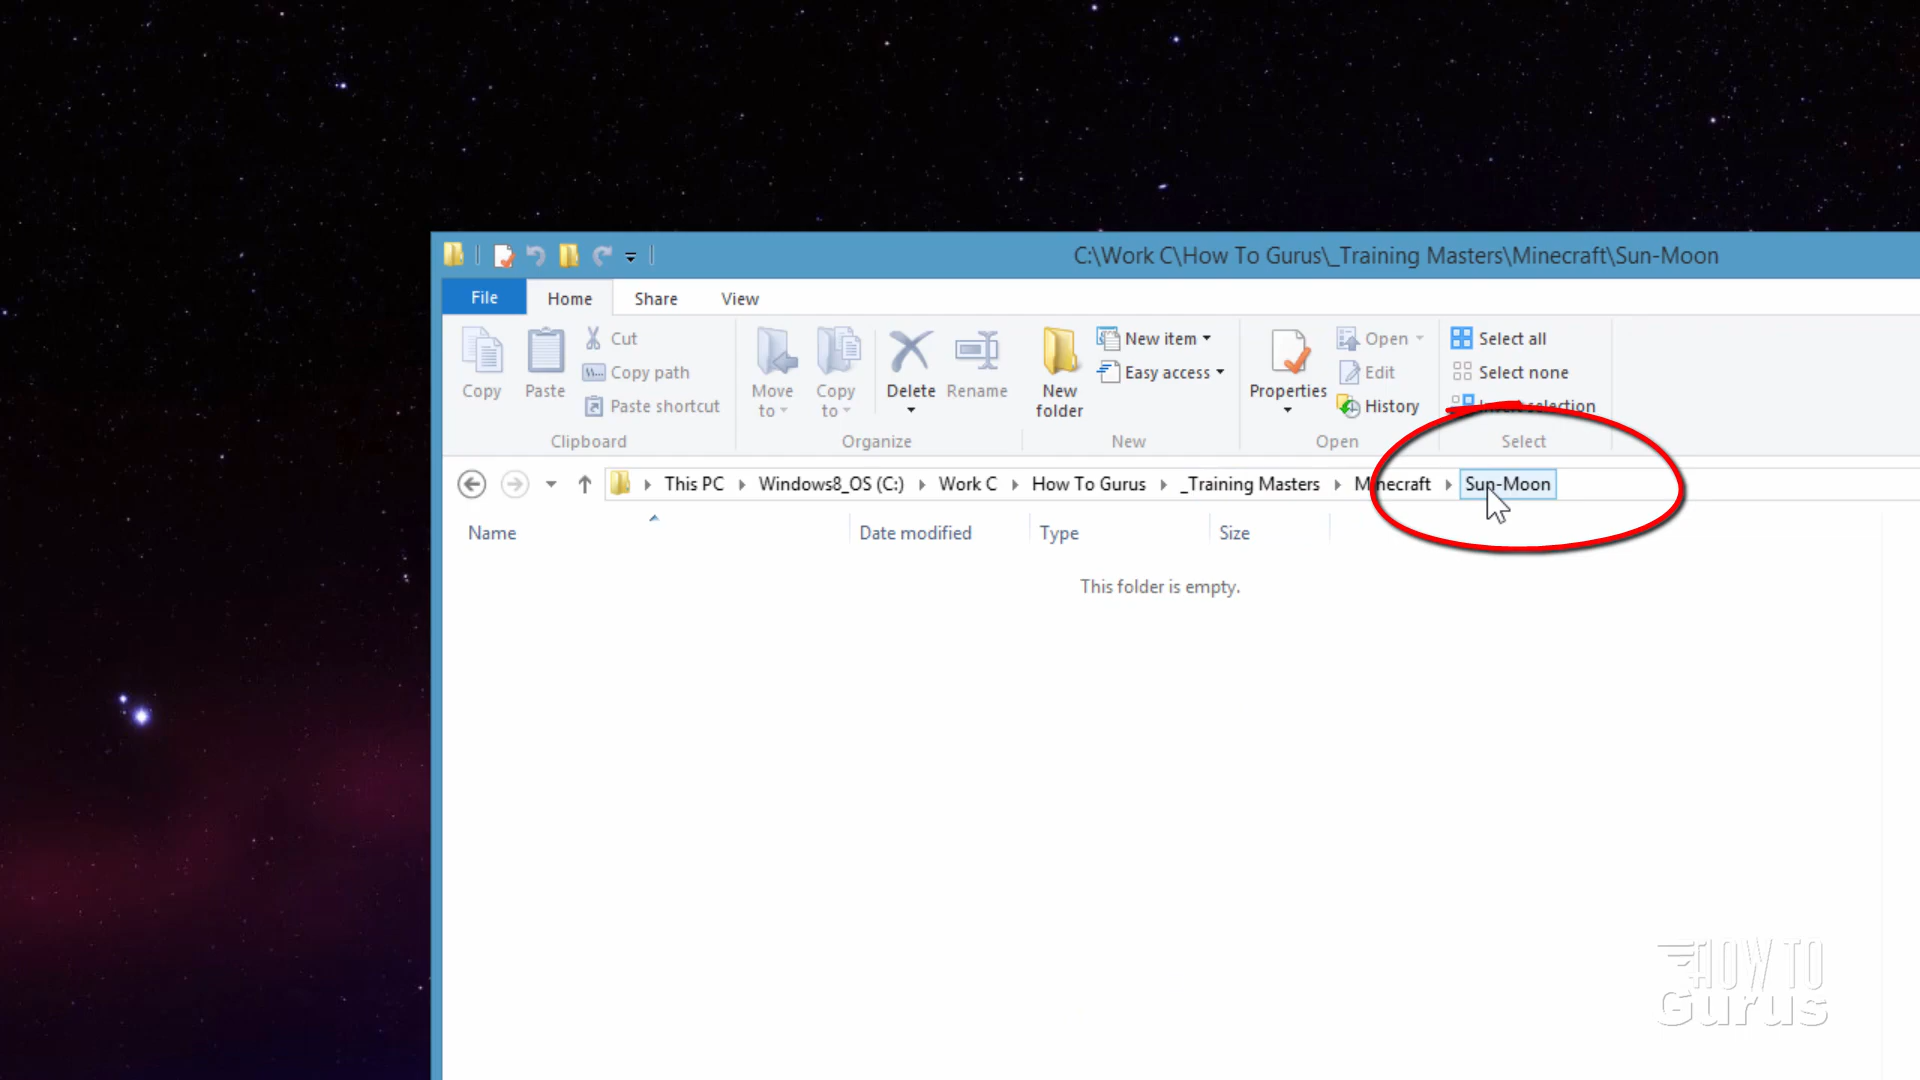 C:\Work C\How To Gurus\_Training Masters\Minecraft\Sun-Moon
File Home Share View
Copy
Paste
Cut
Copy path
Paste shortcut
Clipboard
Move to
Copy to
Delete
Rename
Organize
New folder
New item
Easy access
New
Properties
Open
Edit
History
Open
Select all
Select none
Invert selection
Select
This PC Windows8_OS (C:) Work C How To Gurus _Training Masters Minecraft Sun-Moon
Name Date modified Type Size
This folder is empty.
HOW TO
Gurus